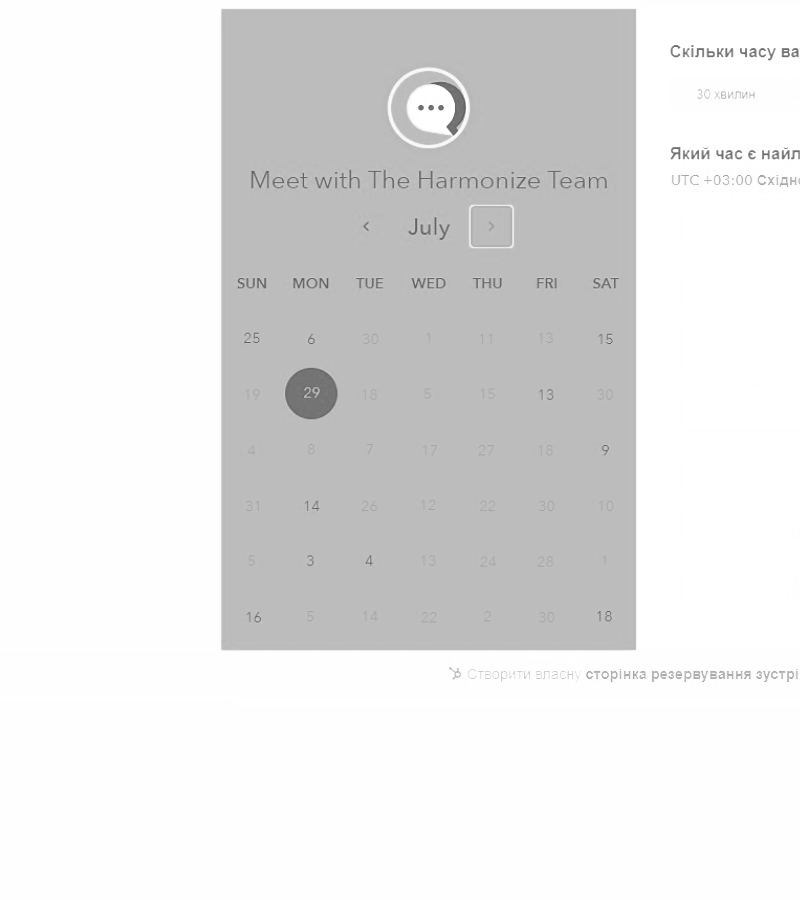 Meet with The Harmonize Team
July
SUN MON TUE WED THU FRI SAT
25 6 30 1 11 13 15
19 29 18 5 15 13 30
4 8 7 17 27 18 9
31 14 26 12 22 30 10
5 3 4 13 24 28 1
16 5 14 22 2 30 18
Скільки часу ва
30 хвилин
Який час є найл
UTC +03:00 Східно
Створити власну сторінка резервування зустрі